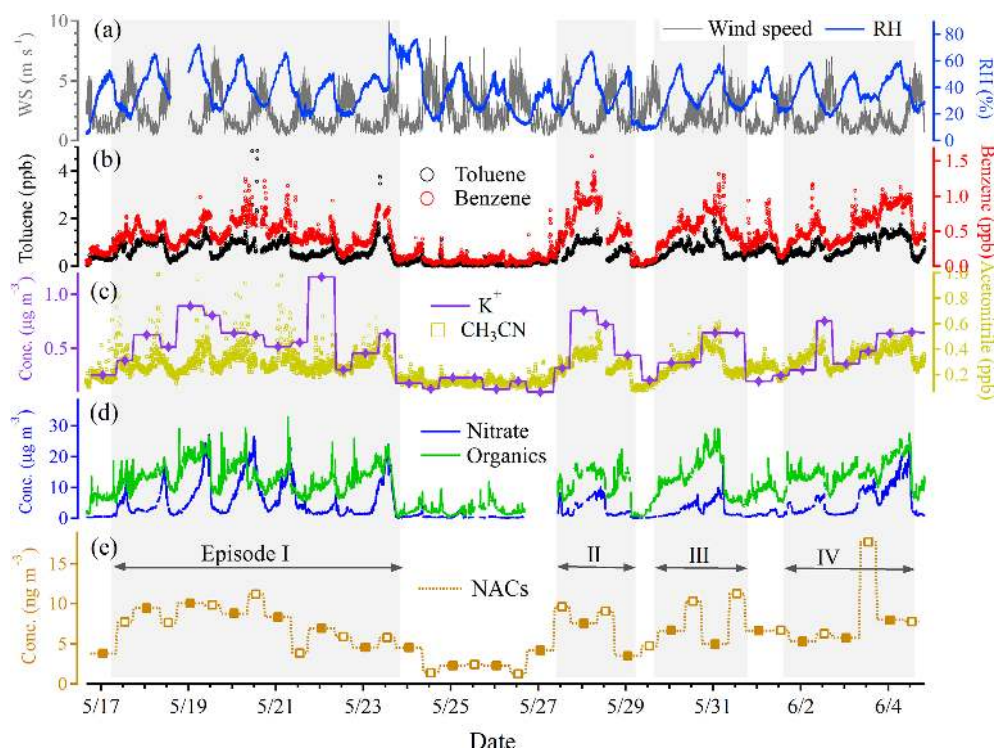 (a)
Wind speed
RH
WS (m s⁻¹)
10
5
0
80
60
40
20
0
RH (%)
(b)
Toluene
Benzene
Toluene (ppb)
4
2
0
1.5
1.0
0.5
0.0
Benzene (ppb)
(c)
K⁺
CH₃CN
Conc. (μg m⁻³)
1.0
0.5
1.0
0.8
0.6
0.4
0.2
Acetonitrile (ppb)
(d)
Nitrate
Organics
Conc. (μg m⁻³)
30
20
10
0
(e)
Episode I
II
III
IV
NACs
Conc. (ng m⁻³)
15
10
5
0
5/17
5/19
5/21
5/23
5/25
5/27
5/29
5/31
6/2
6/4
Date